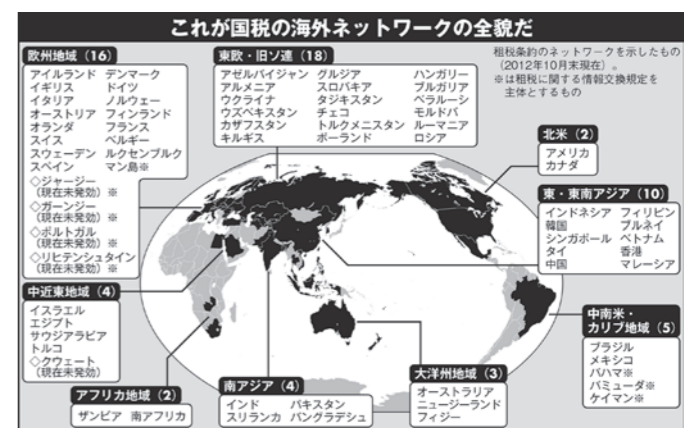 これが国税の海外ネットワークの全貌だ
租税条約のネットワークを示したもの
(2012年10月末現在)。
※は租税に関する情報交換規定を
主体とするもの
欧州地域(16)
アイルランド デンマーク
イギリス ドイツ
イタリア ノルウェー
オーストリア フィンランド
オランダ フランス
スイス ベルギー
スウェーデン ルクセンブルク
スペイン マン島※
◇ジャージー
(現在未発効)※
◇ガーンジー
(現在未発効)※
◇ポルトガル
(現在未発効)※
◇リヒテンシュタイン
(現在未発効)※
東欧・旧ソ連(18)
アゼルバイジャン グルジア ハンガリー
アルメニア スロバキア ブルガリア
ウクライナ タジキスタン ベラルーシ
ウズベキスタン チェコ モルドバ
カザフスタン トルクメニスタン ルーマニア
キルギス ポーランド ロシア
北米(2)
アメリカ
カナダ
東・東南アジア(10)
インドネシア フィリピン
韓国 ブルネイ
シンガポール ベトナム
タイ 香港
中国 マレーシア
中近東地域(4)
イスラエル
エジプト
サウジアラビア
トルコ
◇クウェート
(現在未発効)
アフリカ地域(2)
ザンビア 南アフリカ
南アジア(4)
インド パキスタン
スリランカ バングラデシュ
大洋州地域(3)
オーストラリア
ニュージーランド
フィジー
中南米・
カリブ地域(5)
ブラジル
メキシコ
バハマ※
バミューダ※
ケイマン※